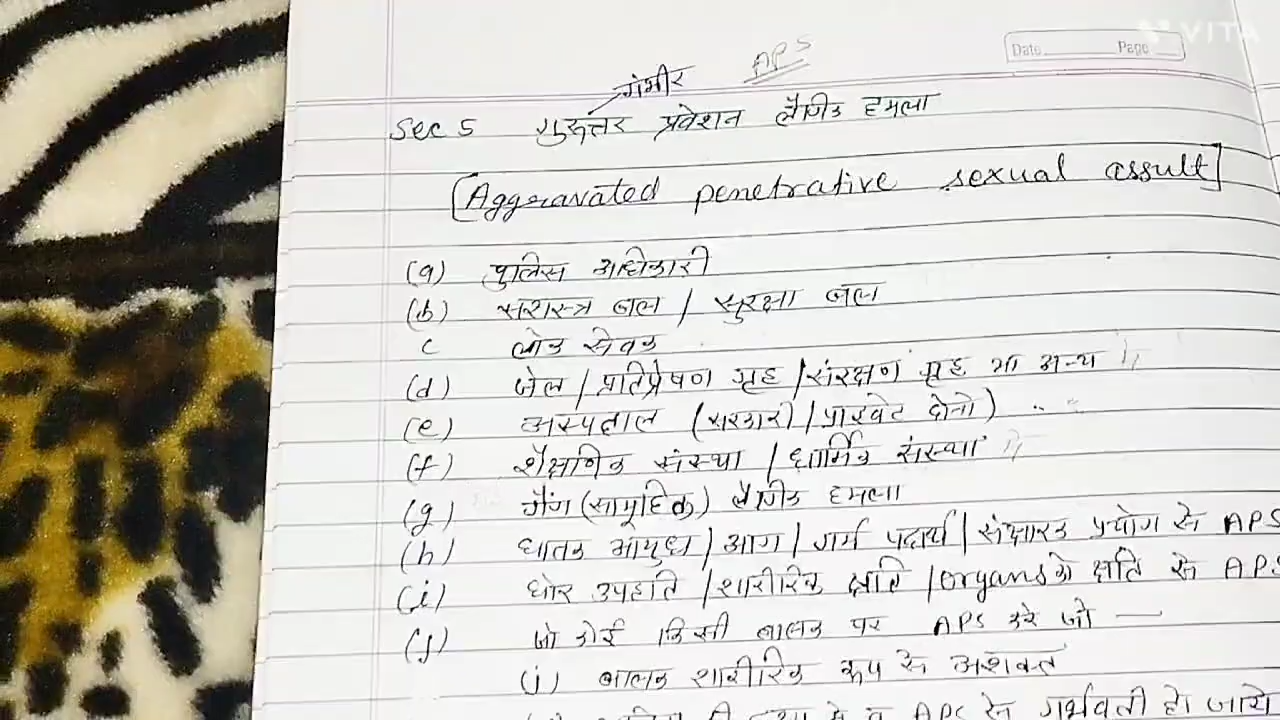 VITA
Date Page
गंभीर APS
Sec 5 गुरूत्तर प्रवेशन लैंगिक हमला
[Aggravated penetrative sexual assult]
(a) पुलिस अधिकारी
(b) सशस्त्र बल / सुरक्षा बल
c लोक सेवक
(d) जेल / प्रतिप्रेषण गृह / संरक्षण गृह या अन्य "
(e) अस्पताल (सरकारी / प्राइवेट दोनो)
(f) शैक्षणिक संस्था / धार्मिक संस्था
(g) गैंग (सामूहिक) लैंगिक हमला
(h) घातक आयुध / आग / गर्म पदार्थ / संक्षारक प्रयोग से APS
(i) घोर उपहति / शारीरिक क्षति / organs को क्षति से APS
(j) जो कोई किसी बालक पर APS करे जो —
(i) बालक शारीरिक रूप से अशक्त
APS से गर्भवती हो जाये